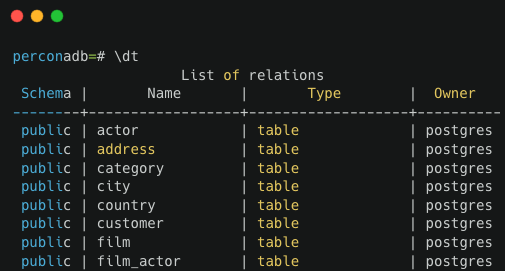 perconadb=# \dt
List of relations
Schema | Name | Type | Owner
--------+------------------+-------------------+----------
public | actor | table | postgres
public | address | table | postgres
public | category | table | postgres
public | city | table | postgres
public | country | table | postgres
public | customer | table | postgres
public | film | table | postgres
public | film_actor | table | postgres